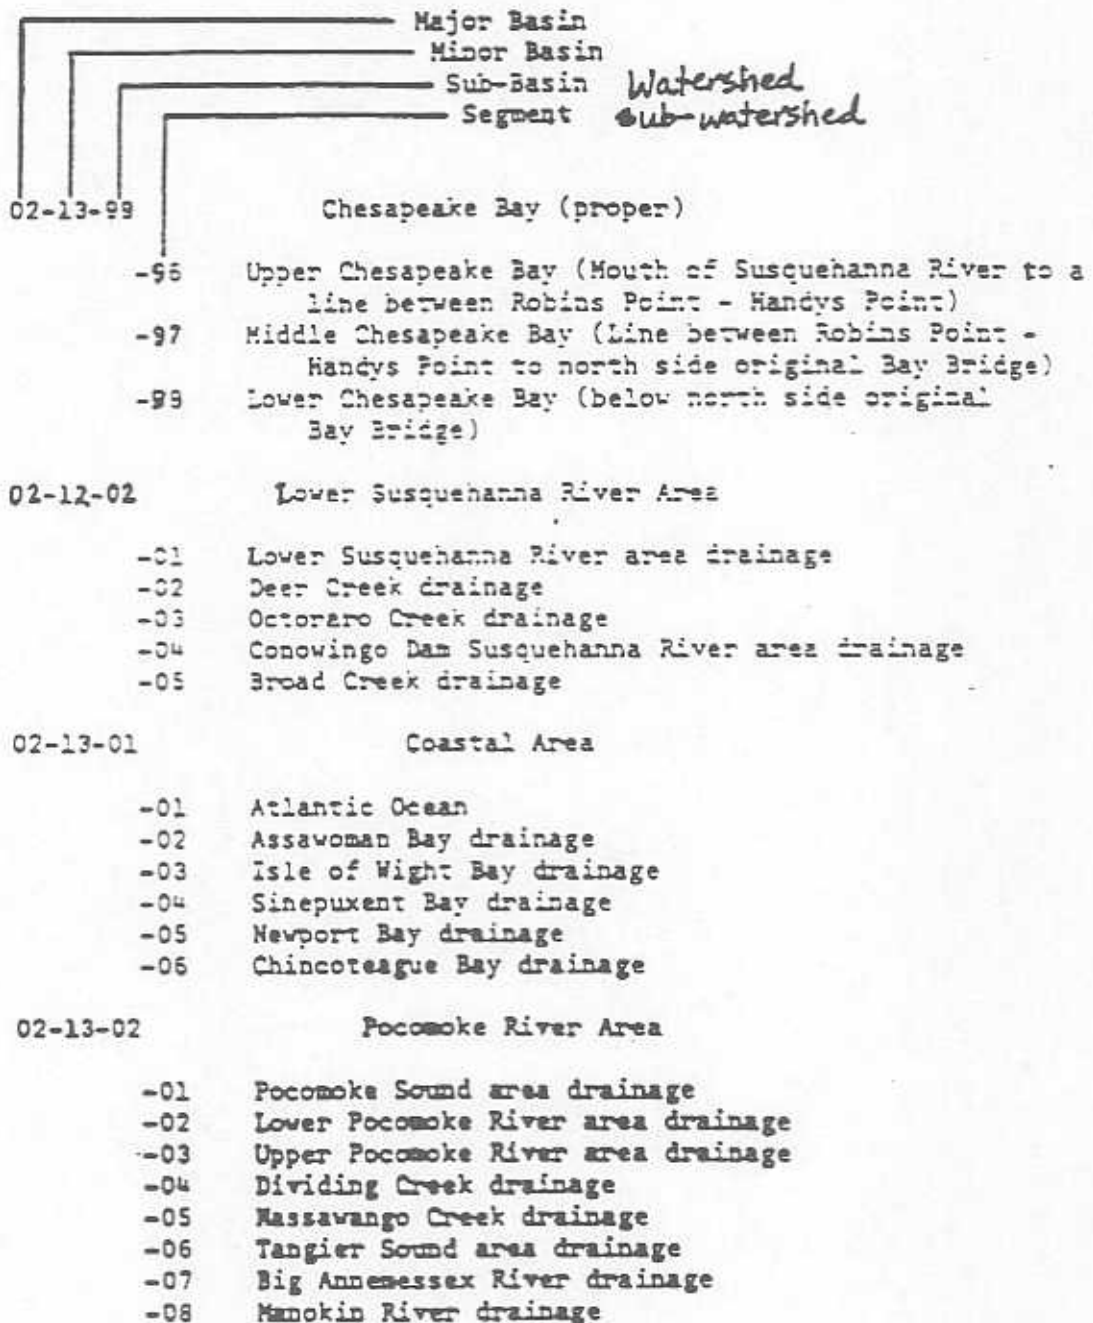 Major Basin
Minor Basin
Sub-Basin Watershed
Segment sub-watershed
02-13-99 Chesapeake Bay (proper)
-96 Upper Chesapeake Bay (Mouth of Susquehanna River to a
line between Robins Point - Handys Point)
-97 Middle Chesapeake Bay (Line between Robins Point -
Handys Point to north side original Bay Bridge)
Lower Chesapeake Bay (below north side original
Bay Bridge)
02-12-02 Lower Susquehanna River Area
-01 Lower Susquehanna River area drainage
-02 Deer Creek drainage
-03 Octoraro Creek drainage
-04 Conowingo Dam Susquehanna River area drainage
-05 Broad Creek drainage
02-13-01 Coastal Area
-01 Atlantic Ocean
-02 Assawoman Bay drainage
-03 Isle of Wight Bay drainage
-04 Sinepuxent Bay drainage
-05 Newport Bay drainage
-06 Chincoteague Bay drainage
02-13-02 Pocomoke River Area
-01 Pocomoke Sound area drainage
-02 Lower Pocomoke River area drainage
-03 Upper Pocomoke River area drainage
-04 Dividing Creek drainage
-05 Nassawango Creek drainage
-06 Tangier Sound area drainage
-07 Big Annemessex River drainage
-08 Manokin River drainage